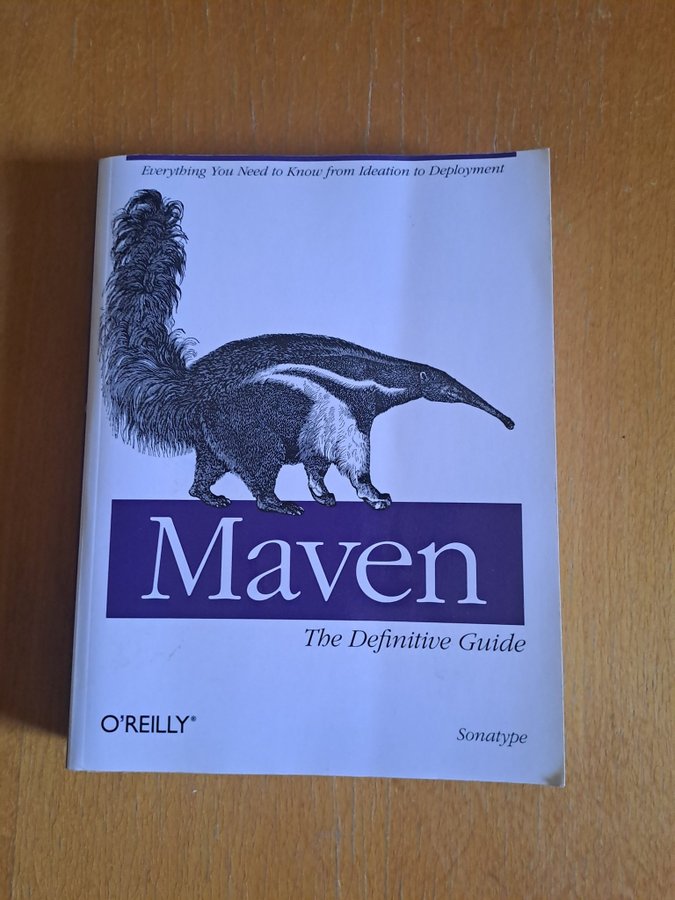 Everything You Need to Know from Ideation to Deployment
Maven
The Definitive Guide
O'REILLY®
Sonatype